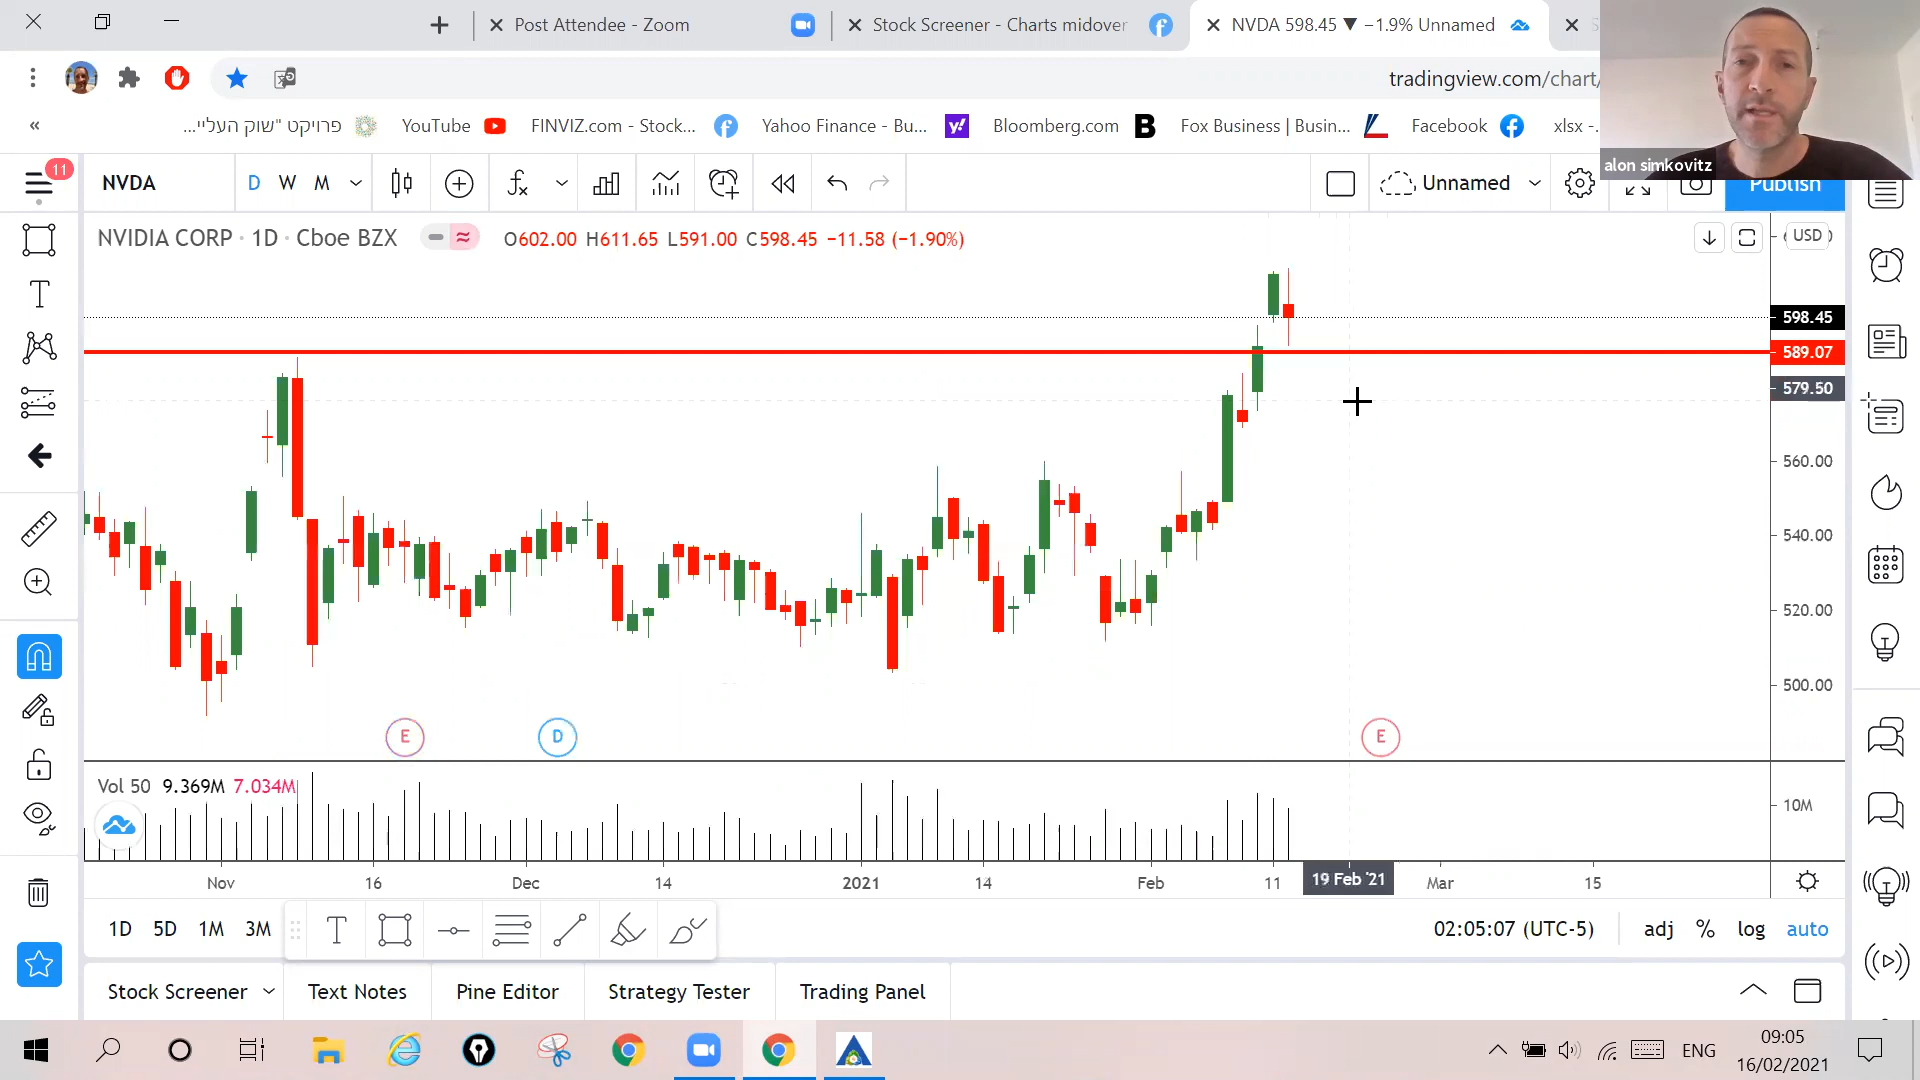 Post Attendee - Zoom
Stock Screener - Charts midover
NVDA 598.45 ▼ −1.9% Unnamed
tradingview.com/chart/
פרויקט "שוק העליי...
YouTube
FINVIZ.com - Stock...
Yahoo Finance - Bu...
Bloomberg.com
Fox Business | Busin...
Facebook
xlsx -.
alon simkovitz
11
NVDA
D W M
Unnamed
Publish
NVIDIA CORP · 1D · Cboe BZX
O602.00 H611.65 L591.00 C598.45 −11.58 (−1.90%)
USD
598.45
589.07
579.50
560.00
540.00
520.00
500.00
E
D
E
Vol 50 9.369M 7.034M
10M
Nov 16 Dec 14 2021 14 Feb 11 19 Feb '21 Mar 15
1D 5D 1M 3M
T
02:05:07 (UTC-5)
adj % log auto
Stock Screener
Text Notes
Pine Editor
Strategy Tester
Trading Panel
ENG
09:05
16/02/2021